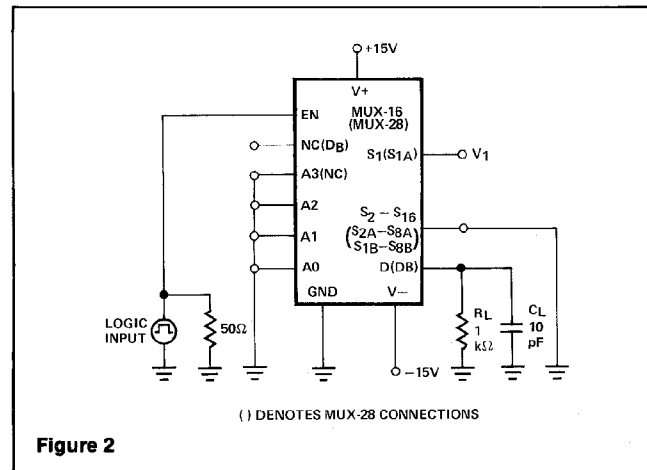 +15V
V+
EN
MUX-16
(MUX-28)
NC(DB)
S1(S1A)
V1
A3(NC)
A2
S2 – S16
(S2A–S8A)
S1B–S8B
A1
D(DB)
A0
GND
V–
LOGIC
INPUT
50Ω
RL
1
kΩ
CL
10
pF
–15V
( ) DENOTES MUX-28 CONNECTIONS
Figure 2